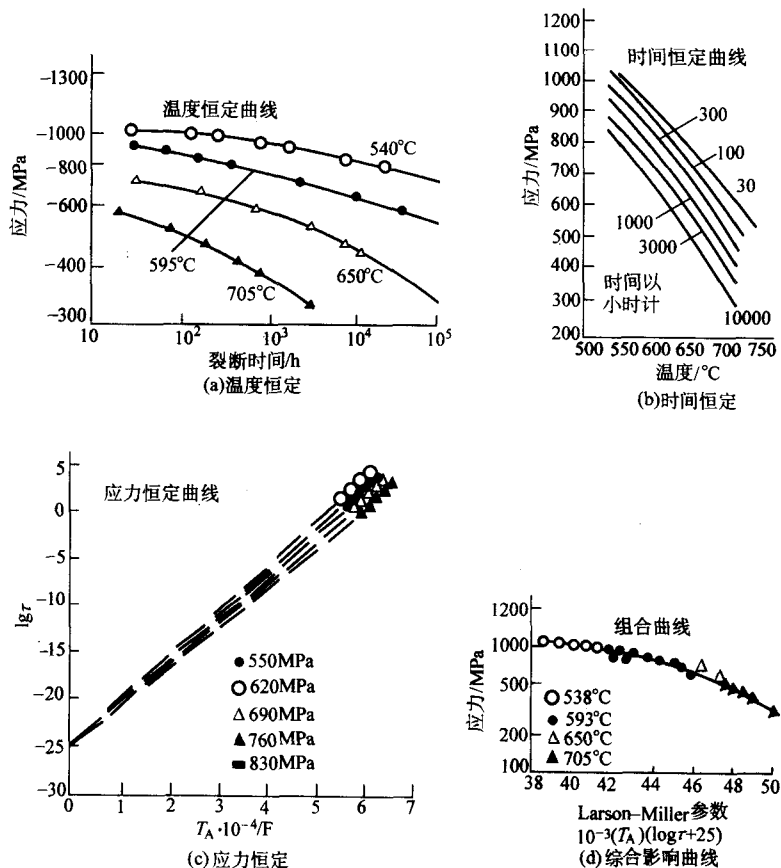 −1300
−1000
−800
−600
−400
−300
应力/MPa
温度恒定曲线
540°C
595°C
650°C
705°C
10
10²
10³
10⁴
10⁵
裂断时间/h
(a)温度恒定
1200
1100
1000
900
800
700
600
500
400
300
200
应力/MPa
时间恒定曲线
300
100
30
1000
3000
10000
时间以
小时计
500
550
600
650
700
750
温度/°C
(b)时间恒定
5
0
−5
−10
−15
−20
−25
−30
lgτ
应力恒定曲线
550MPa
620MPa
690MPa
760MPa
830MPa
0
1
2
3
4
5
6
7
T_A·10⁻⁴/F
(c)应力恒定
1200
1000
500
200
100
应力/MPa
组合曲线
538°C
593°C
650°C
705°C
38
40
42
44
46
48
50
Larson–Miller参数
10⁻³(T_A)(logτ+25)
(d)综合影响曲线